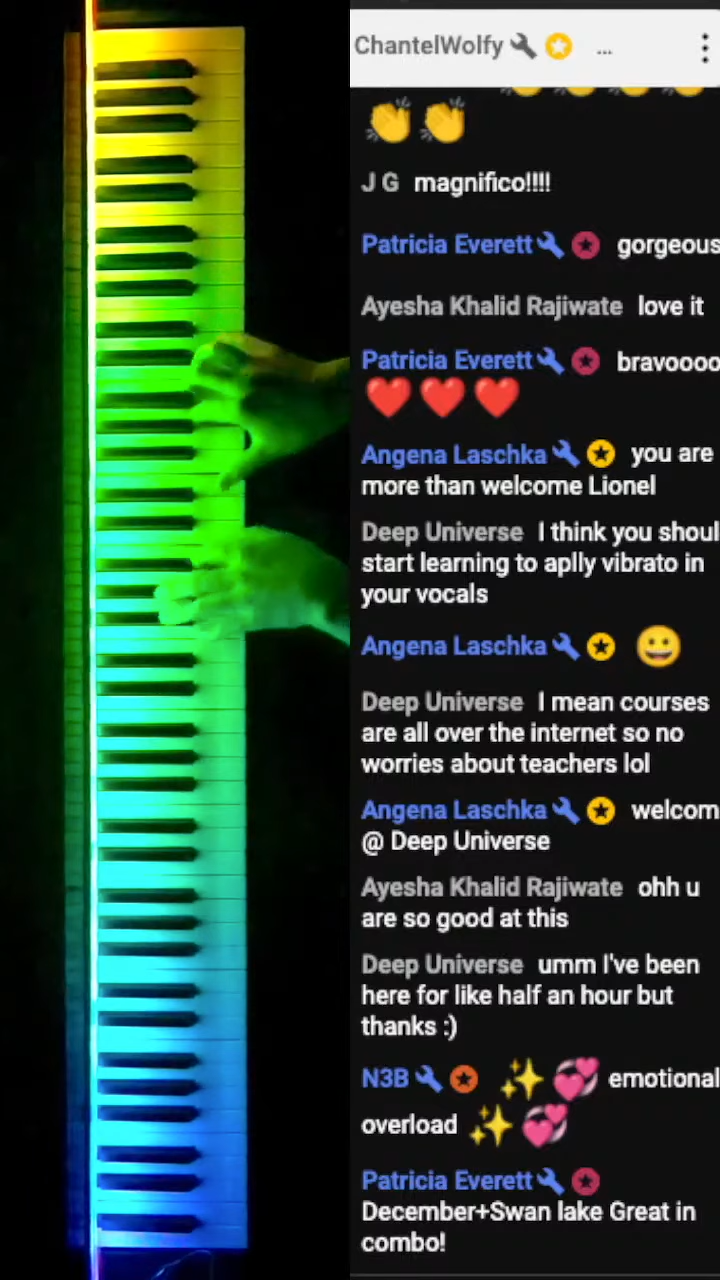 ChantelWolfy ...
J G magnifico!!!!
Patricia Everett gorgeous
Ayesha Khalid Rajiwate love it
Patricia Everett bravoooo
Angena Laschka you are
more than welcome Lionel
Deep Universe I think you shoul
start learning to aplly vibrato in
your vocals
Angena Laschka
Deep Universe I mean courses
are all over the internet so no
worries about teachers lol
Angena Laschka welcom
@ Deep Universe
Ayesha Khalid Rajiwate ohh u
are so good at this
Deep Universe umm I've been
here for like half an hour but
thanks :)
N3B emotional
overload
Patricia Everett
December+Swan lake Great in
combo!